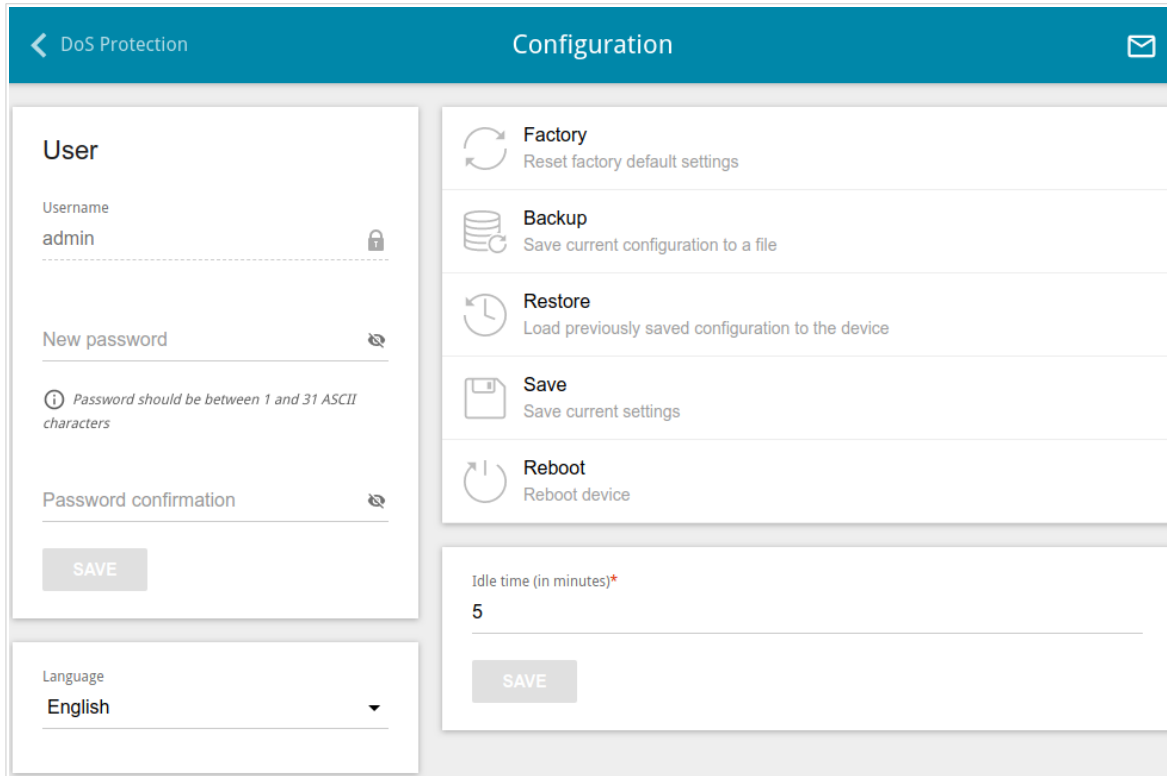 DoS Protection
Configuration
User
Username
admin
New password
Password should be between 1 and 31 ASCII
characters
Password confirmation
SAVE
Language
English
Factory
Reset factory default settings
Backup
Save current configuration to a file
Restore
Load previously saved configuration to the device
Save
Save current settings
Reboot
Reboot device
Idle time (in minutes)*
5
SAVE